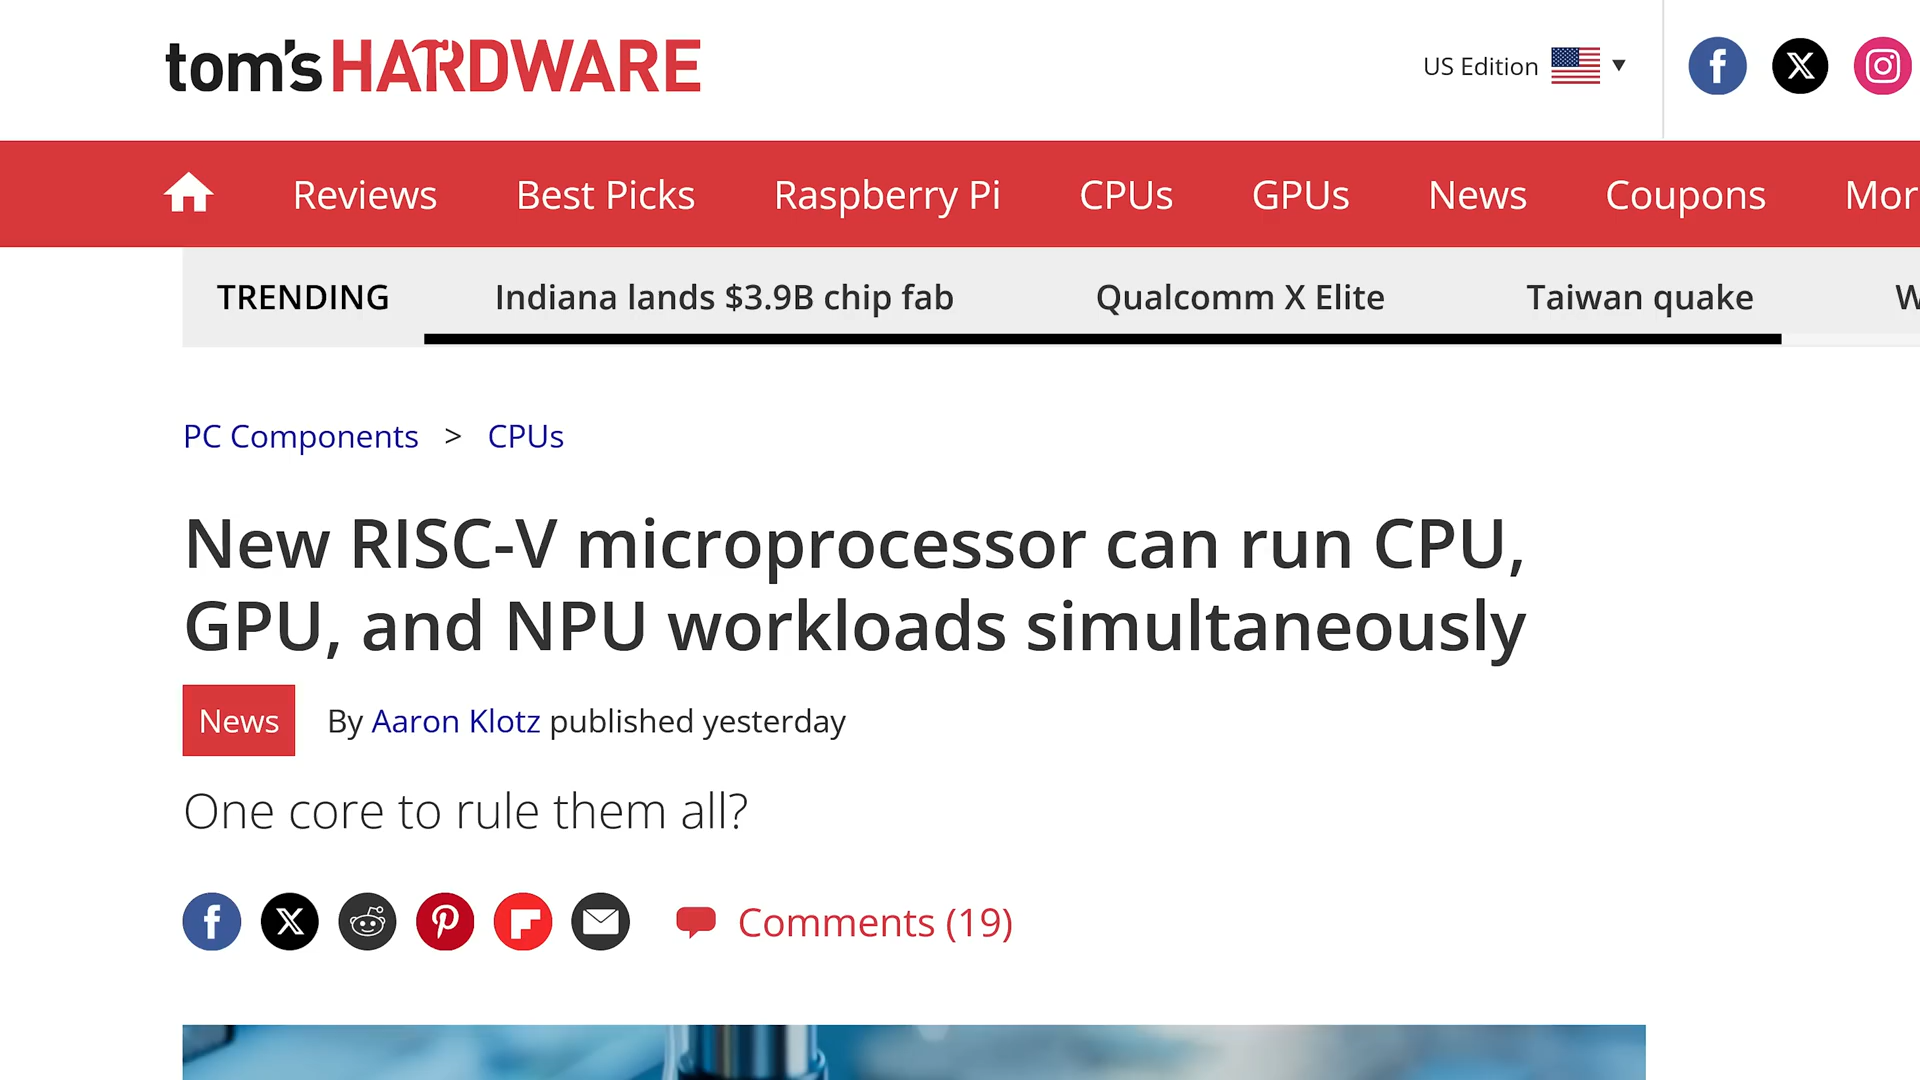 tom's HARDWARE
US Edition
Reviews Best Picks Raspberry Pi CPUs GPUs News Coupons Mor
TRENDING Indiana lands $3.9B chip fab Qualcomm X Elite Taiwan quake W
PC Components > CPUs
New RISC-V microprocessor can run CPU,
GPU, and NPU workloads simultaneously
News By Aaron Klotz published yesterday
One core to rule them all?
Comments (19)